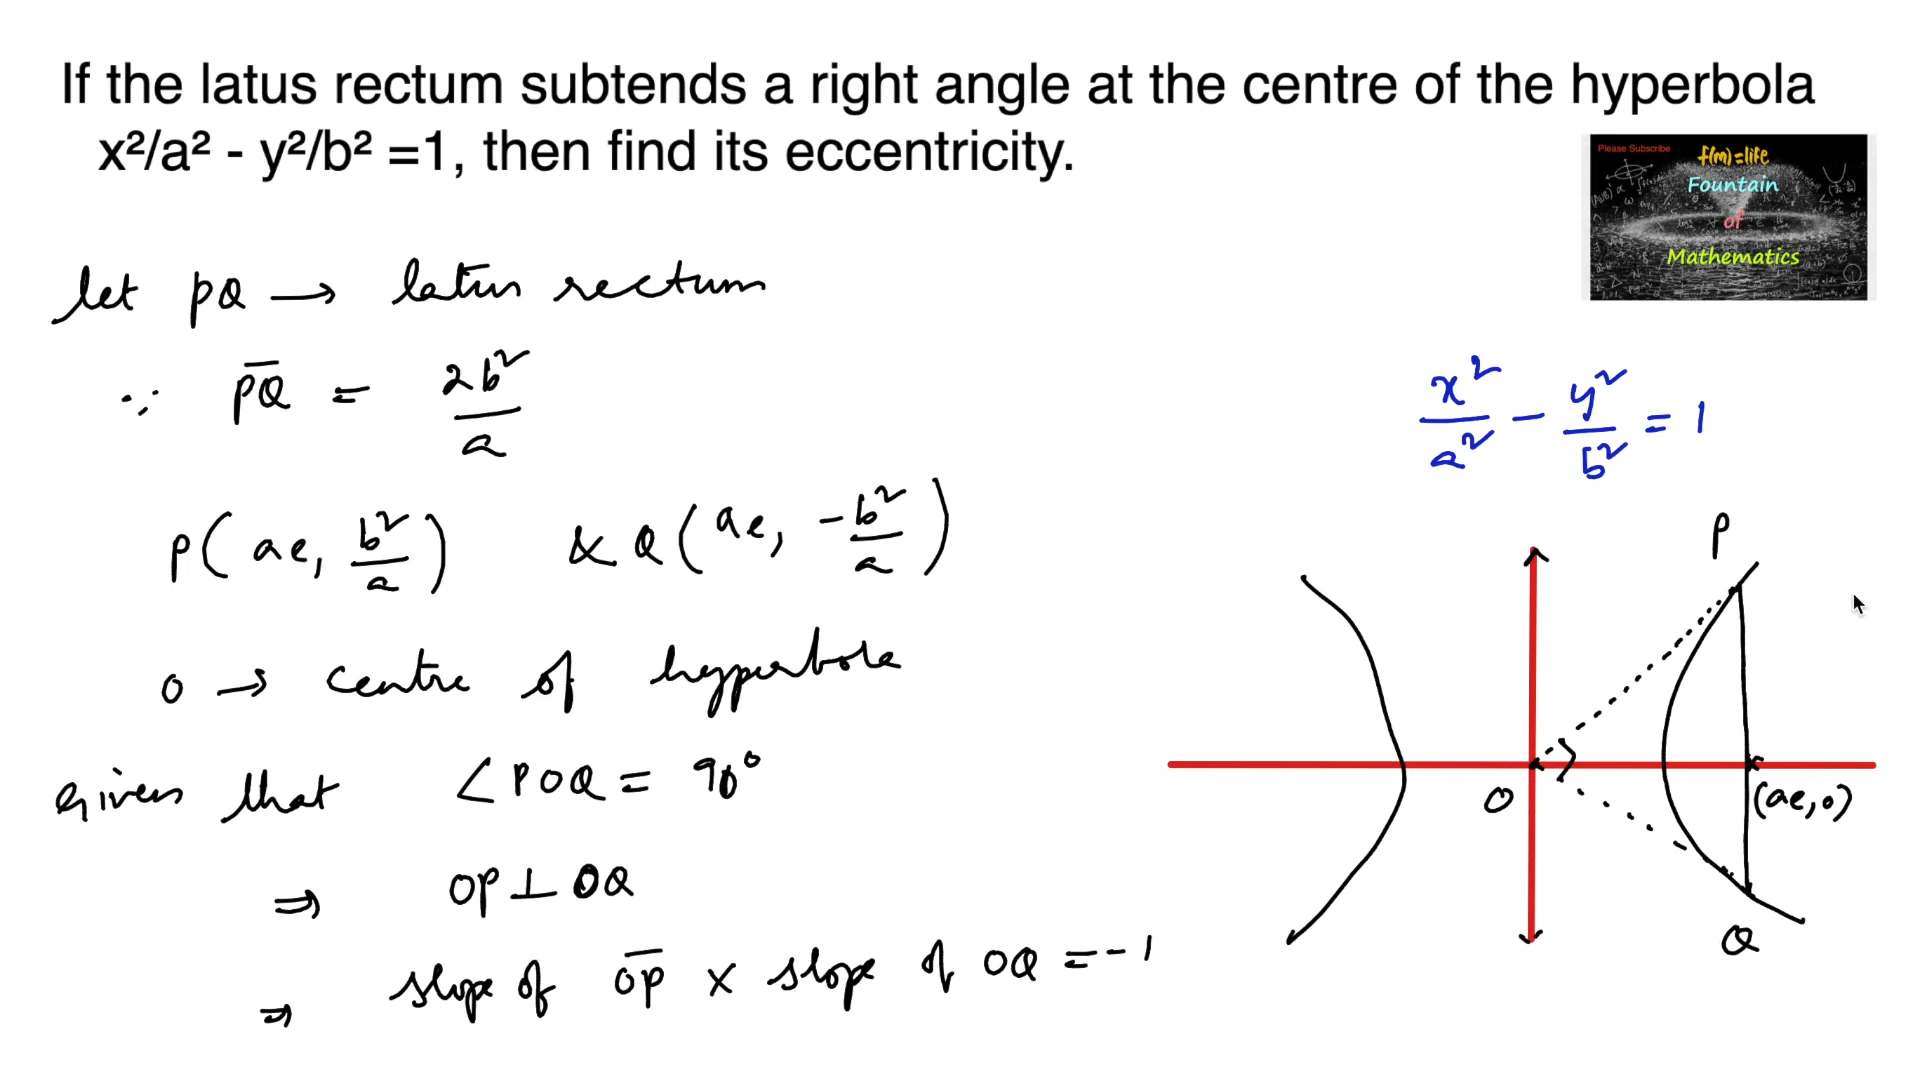 If the latus rectum subtends a right angle at the centre of the hyperbola
x²/a² - y²/b² =1, then find its eccentricity.
Please Subscribe
f(m)=life
Fountain
of
Mathematics
let PQ → latus rectum
∵ P̅Q̅ = 2b²/a
P(ae, b²/a) & Q(ae, -b²/a)
O → centre of hyperbola
Given that ∠POQ = 90°
⇒ OP ⊥ OQ
⇒ slope of O̅P̅ × slope of OQ = -1
x²/a² - y²/b² = 1
P
O
(ae, 0)
Q